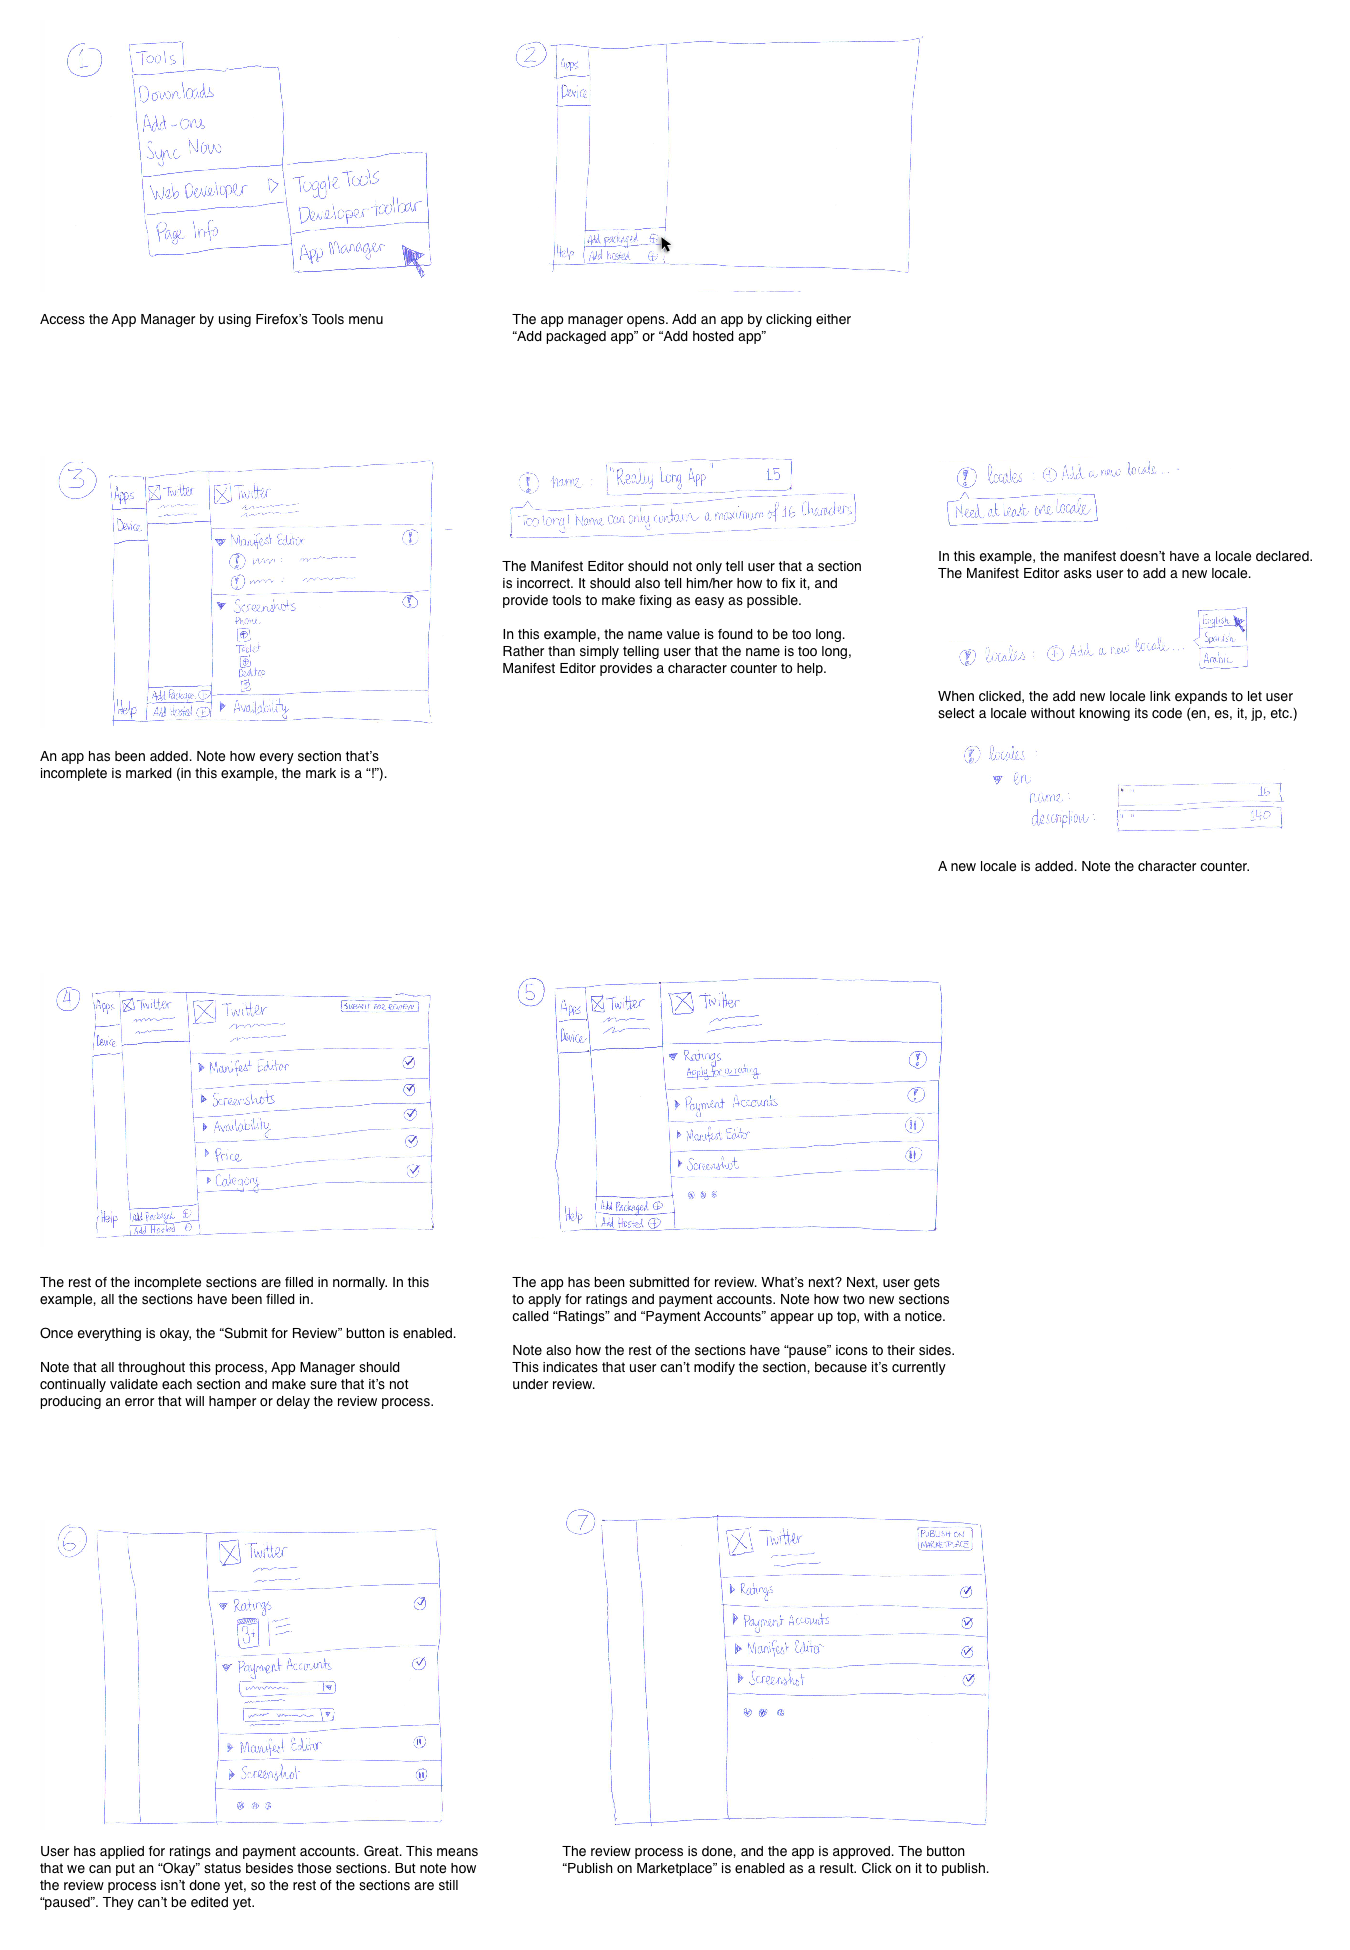 1
Tools
Downloads
Add-ons
Sync Now
Web Developer
Page Info
Toggle Tools
Developer Toolbar
App Manager
Access the App Manager by using Firefox's Tools menu
2
Apps
Device
Help
Add packaged
Add hosted
The app manager opens. Add an app by clicking either
“Add packaged app” or “Add hosted app”
3
Apps
Device
Help
Twitter
Add Package
Add Hosted
Twitter
Manifest Editor !
!
!
Screenshots !
Phone
Tablet
Desktop
Availability
An app has been added. Note how every section that's
incomplete is marked (in this example, the mark is a “!”).
! name: "Really Long App" 15
Too long! Name can only contain a maximum of 16 Characters
The Manifest Editor should not only tell user that a section
is incorrect. It should also tell him/her how to fix it, and
provide tools to make fixing as easy as possible.
In this example, the name value is found to be too long.
Rather than simply telling user that the name is too long,
Manifest Editor provides a character counter to help.
! locales: + Add a new locale...
Need at least one locale
In this example, the manifest doesn't have a locale declared.
The Manifest Editor asks user to add a new locale.
! locales: + Add a new locale...
English
Spanish
Arabic
When clicked, the add new locale link expands to let user
select a locale without knowing its code (en, es, it, jp, etc.)
! locales:
en
name: " " 16
description: " " 140
A new locale is added. Note the character counter.
4
Apps
Device
Help
Twitter
Add Packaged
Add Hosted
Twitter
SUBMIT FOR REVIEW
Manifest Editor
Screenshots
Availability
Price
Category
The rest of the incomplete sections are filled in normally. In this
example, all the sections have been filled in.
Once everything is okay, the “Submit for Review” button is enabled.
Note that all throughout this process, App Manager should
continually validate each section and make sure that it's not
producing an error that will hamper or delay the review process.
5
Apps
Device
Help
Twitter
Add Packaged
Add Hosted
Twitter
Ratings !
Apply for a rating
Payment Accounts !
Manifest Editor
Screenshot
The app has been submitted for review. What's next? Next, user gets
to apply for ratings and payment accounts. Note how two new sections
called “Ratings” and “Payment Accounts” appear up top, with a notice.
Note also how the rest of the sections have “pause” icons to their sides.
This indicates that user can't modify the section, because it's currently
under review.
6
Twitter
Ratings
3+
Payment Accounts
Manifest Editor
Screenshot
User has applied for ratings and payment accounts. Great. This means
that we can put an “Okay” status besides those sections. But note how
the review process isn't done yet, so the rest of the sections are still
“paused”. They can't be edited yet.
7
Twitter
PUBLISH ON
MARKETPLACE
Ratings
Payment Accounts
Manifest Editor
Screenshot
The review process is done, and the app is approved. The button
“Publish on Marketplace” is enabled as a result. Click on it to publish.